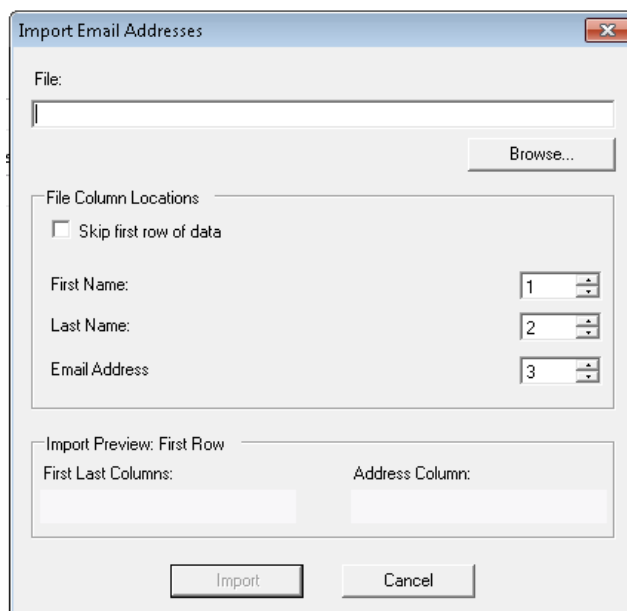 Import Email Addresses
File:
Browse...
File Column Locations
Skip first row of data
First Name: 1
Last Name: 2
Email Address 3
Import Preview: First Row
First Last Columns: Address Column:
Import Cancel